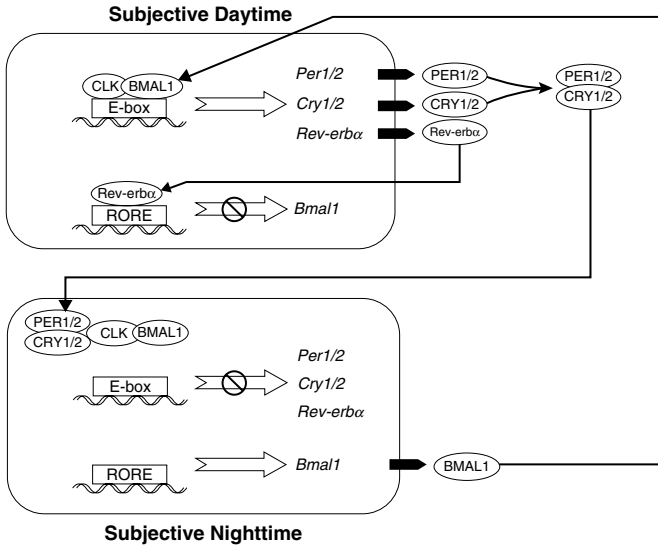 Subjective Daytime
CLK BMAL1
E-box
Per1/2
Cry1/2
Rev-erbα
PER1/2
CRY1/2
Rev-erbα
PER1/2
CRY1/2
Rev-erbα
RORE
Bmal1
PER1/2
CRY1/2
CLK BMAL1
E-box
Per1/2
Cry1/2
Rev-erbα
RORE
Bmal1
BMAL1
Subjective Nighttime